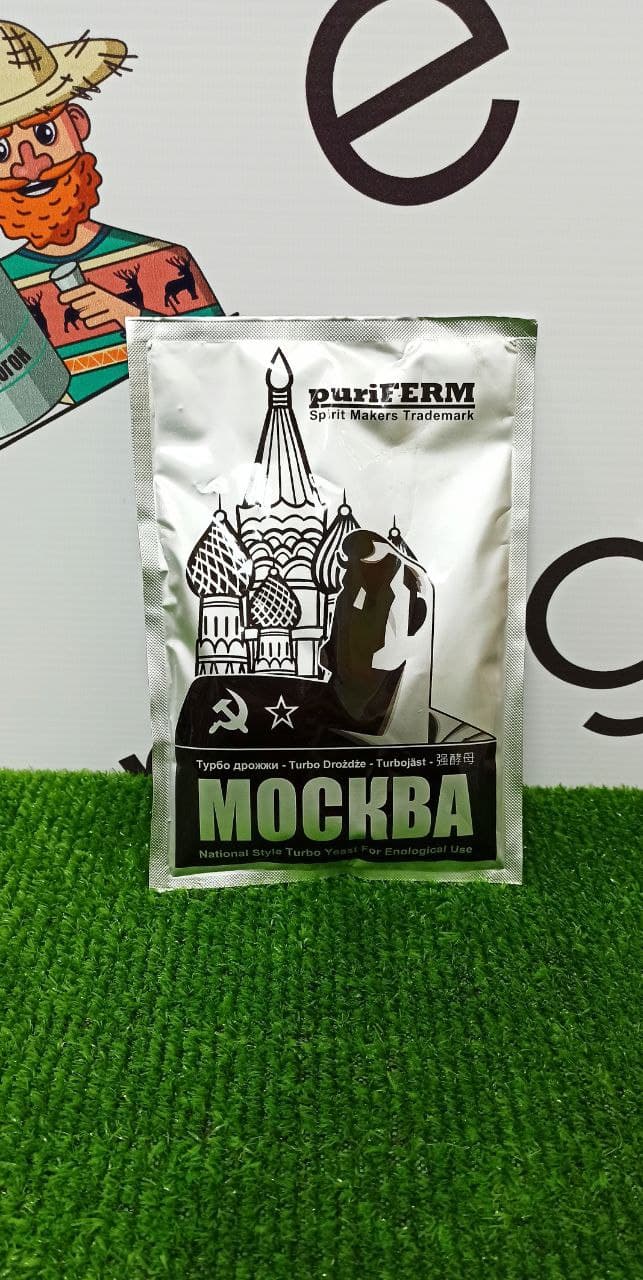 e
puriFERM
Spirit Makers Trademark
g
Турбо дрожжи - Turbo Drożdże - Turbojäst - 强酵母
МОСКВА
National Style Turbo Yeast For Enological Use